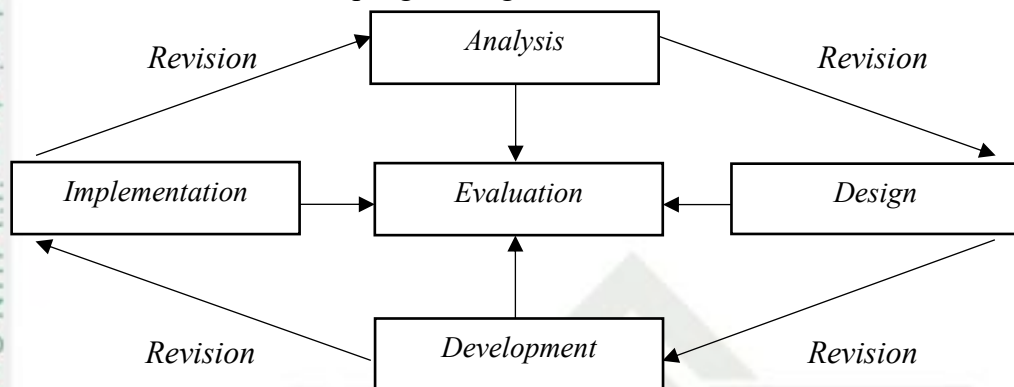 Analysis
Revision
Revision
Implementation
Evaluation
Design
Revision
Development
Revision